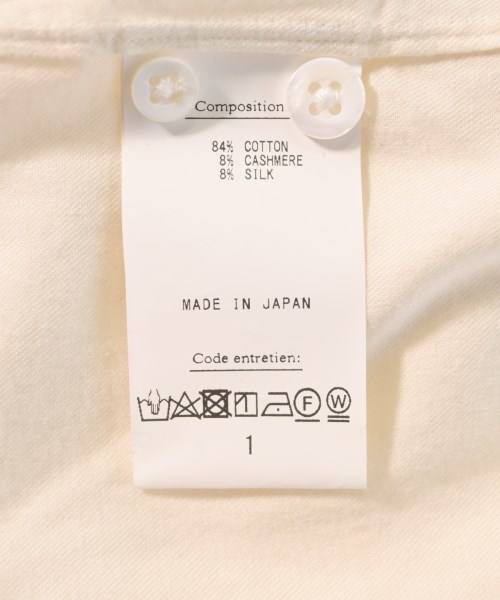 Composition
84% COTTON
8% CASHMERE
8% SILK
MADE IN JAPAN
Code entretien:
F W
1